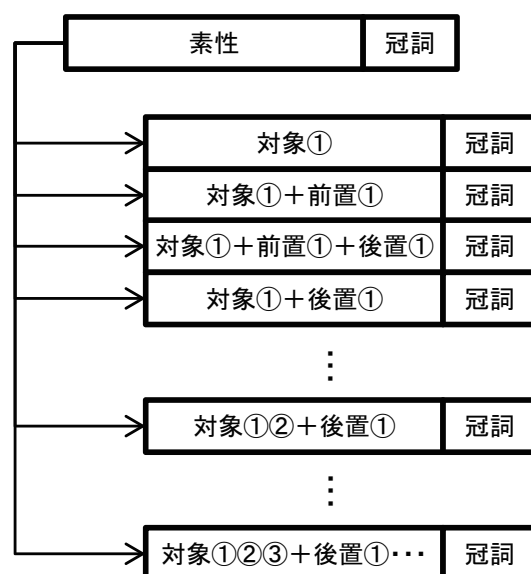 素性 冠詞
対象① 冠詞
対象①＋前置① 冠詞
対象①＋前置①＋後置① 冠詞
対象①＋後置① 冠詞
⋮
対象①②＋後置① 冠詞
⋮
対象①②③＋後置①・・・ 冠詞